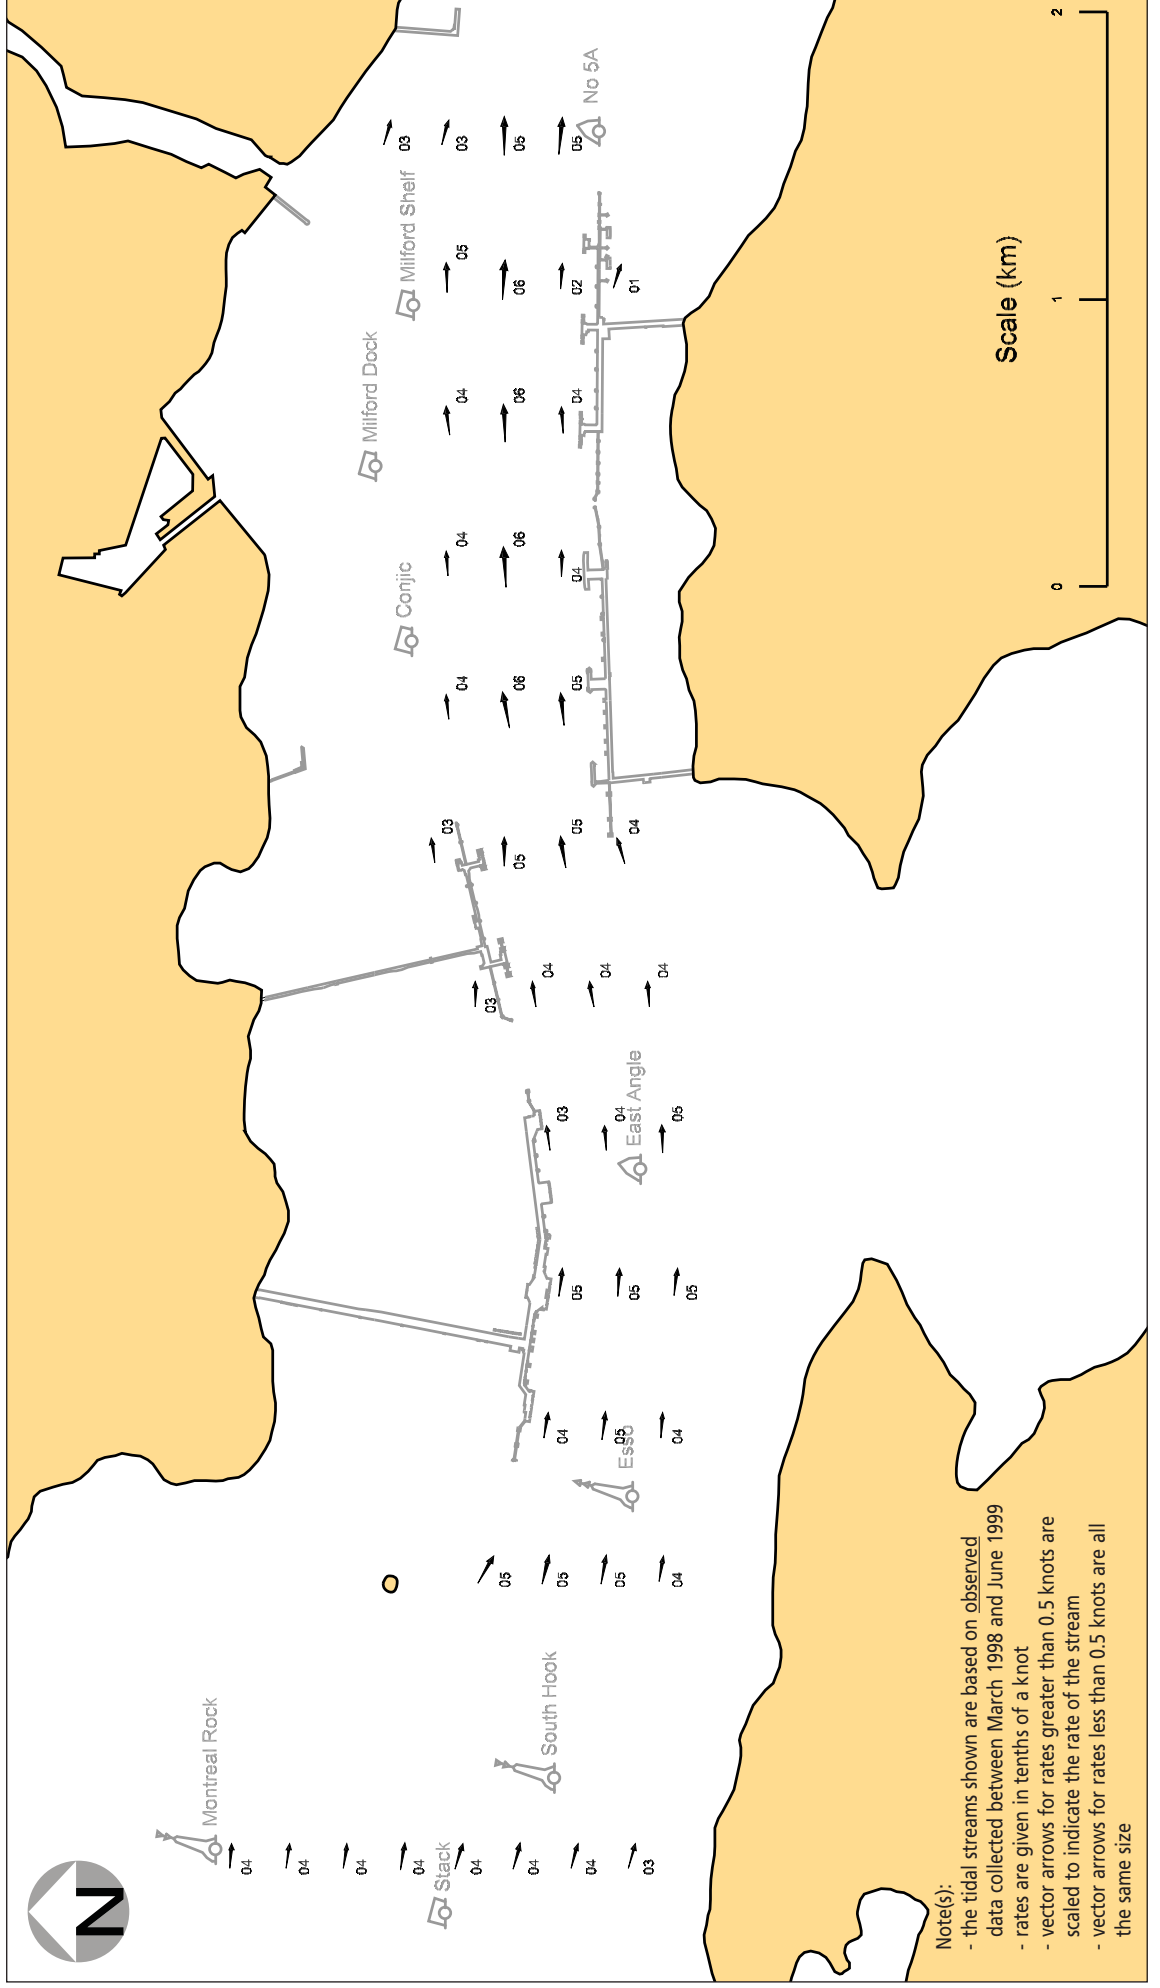 N
Montreal Rock
04
04
04
04
Stack
04
04
04
03
South Hook
05
05
05
04
04
05
Esso
04
05
05
05
03
04
East Angle
05
03
04
04
04
03
05
05
04
04
06
05
Conjic
04
06
04
Milford Dock
04
06
04
Milford Shelf
05
06
02
01
03
03
05
05
No 5A
Scale (km)
0 1 2
Note(s):
- the tidal streams shown are based on observed
data collected between March 1998 and June 1999
- rates are given in tenths of a knot
- vector arrows for rates greater than 0.5 knots are
scaled to indicate the rate of the stream
- vector arrows for rates less than 0.5 knots are all
the same size